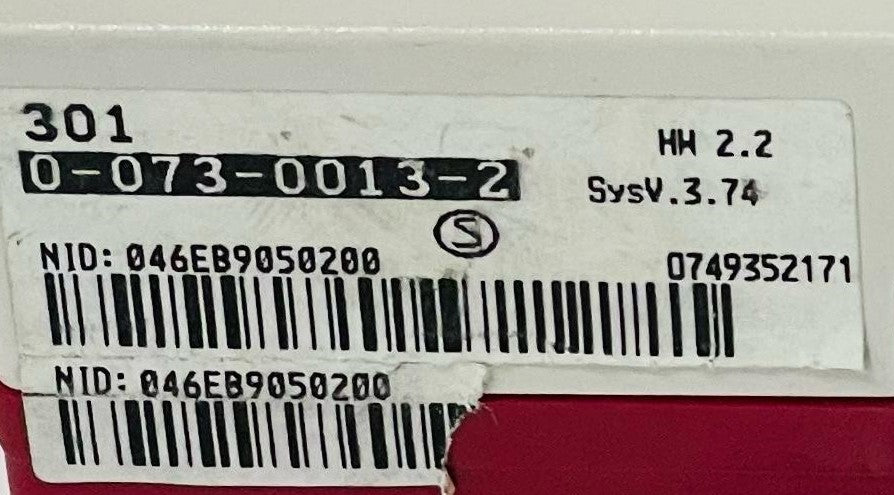 301
HW 2.2
0-073-0013-2
SysV.3.74
S
NID: 046EB9050200
0749352171
NID: 046EB9050200